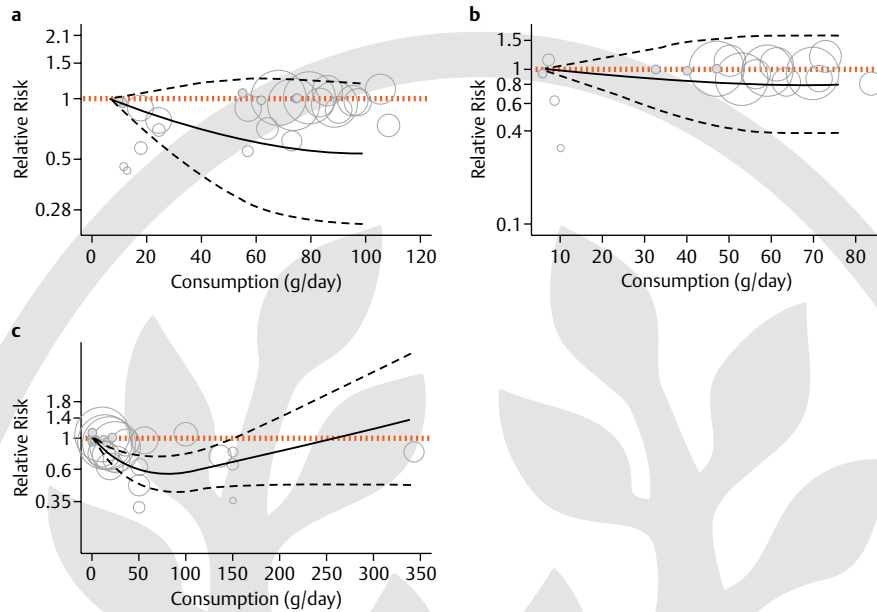 a
2.1
1.5
1
0.5
0.28
Relative Risk
0 20 40 60 80 100 120
Consumption (g/day)
b
1.5
1
0.8
0.6
0.4
0.1
Relative Risk
10 20 30 40 50 60 70 80
Consumption (g/day)
c
1.8
1.4
1
0.6
0.35
Relative Risk
0 50 100 150 200 250 300 350
Consumption (g/day)